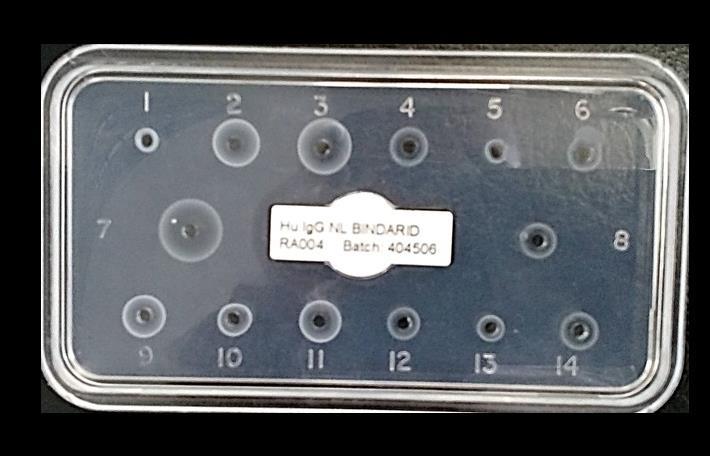 1 2 3 4 5 6
7
Hu IgG NL BINDARID
RA004 Batch: 404506
8
9 10 11 12 13 14